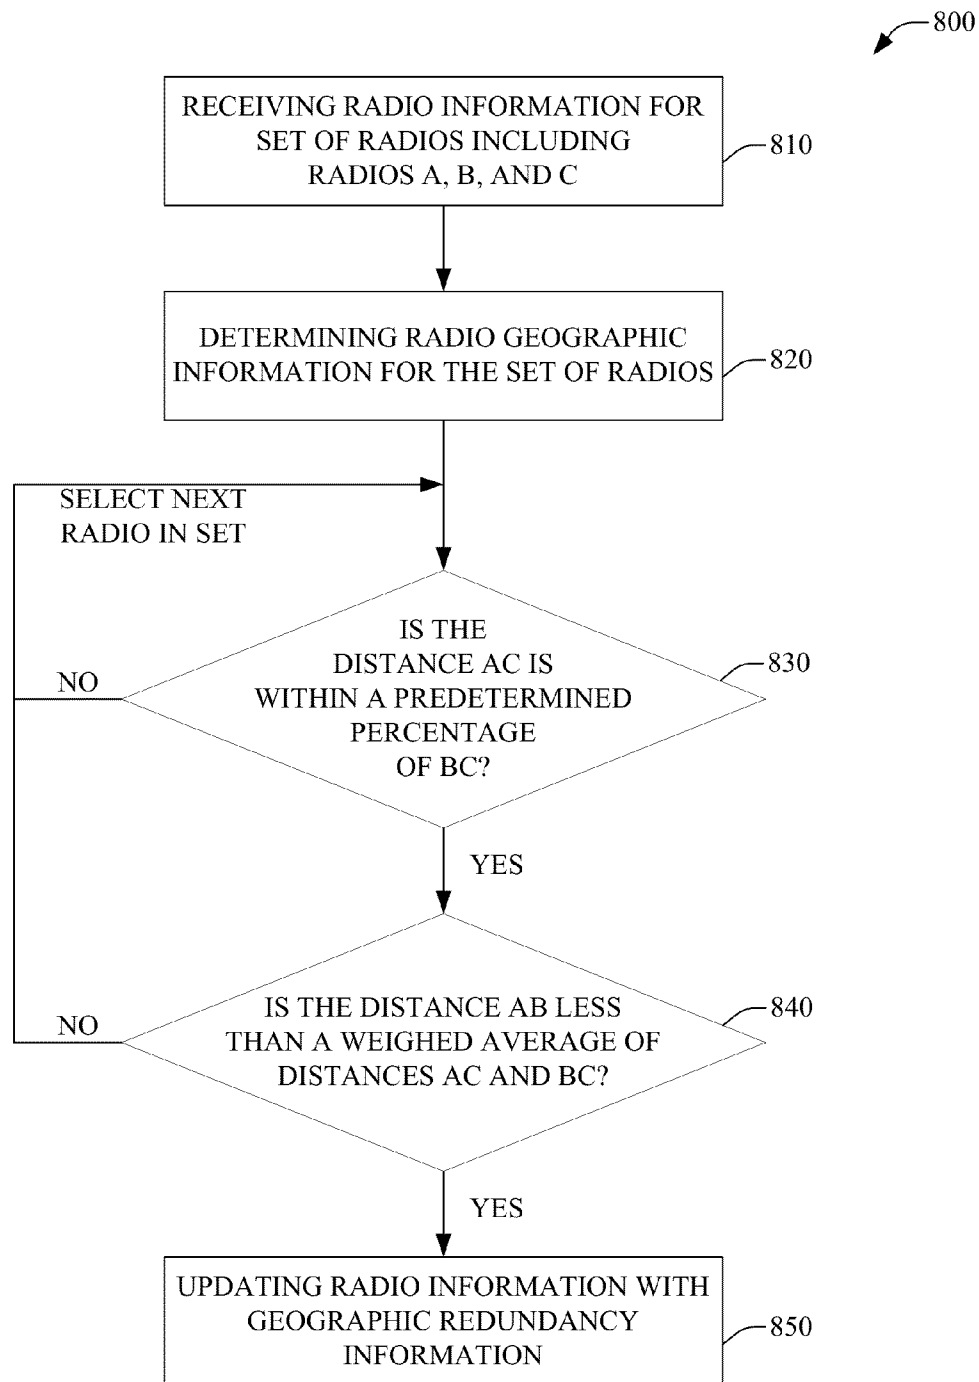 800
RECEIVING RADIO INFORMATION FOR
SET OF RADIOS INCLUDING
RADIOS A, B, AND C
810
DETERMINING RADIO GEOGRAPHIC
INFORMATION FOR THE SET OF RADIOS
820
SELECT NEXT
RADIO IN SET
IS THE
DISTANCE AC IS
WITHIN A PREDETERMINED
PERCENTAGE
OF BC?
830
NO
YES
IS THE DISTANCE AB LESS
THAN A WEIGHED AVERAGE OF
DISTANCES AC AND BC?
840
NO
YES
UPDATING RADIO INFORMATION WITH
GEOGRAPHIC REDUNDANCY
INFORMATION
850